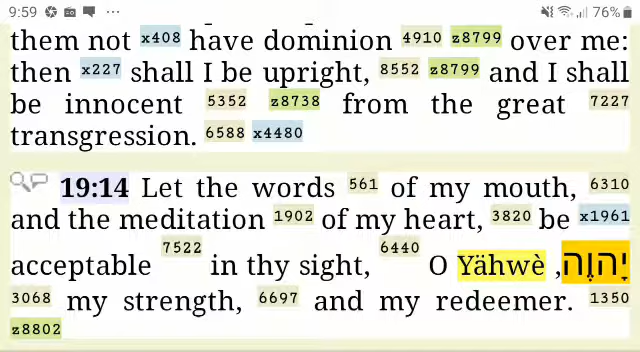 9:59 ... 76%
them not x408 have dominion 4910 z8799 over me:
then x227 shall I be upright, 8552 z8799 and I shall
be innocent 5352 z8738 from the great 7227
transgression. 6588 x4480
19:14 Let the words 561 of my mouth, 6310
and the meditation 1902 of my heart, 3820 be x1961
acceptable 7522 in thy sight, 6440 O Yähwè ,יָהוֶה
3068 my strength, 6697 and my redeemer. 1350
z8802